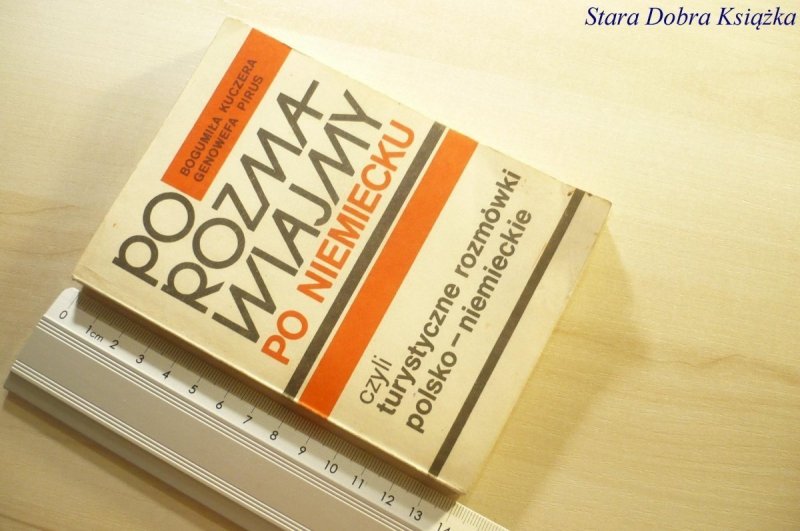 Stara Dobra Książka
BOGUMIŁA KUCZERA
GENOWEFA PIRUS
PO
ROZMA-
WIAJMY
PO NIEMIECKU
czyli
turystyczne rozmówki
polsko-niemieckie
0 1cm 2 3 4 5 6 7 8 9 10 11 12 13 14